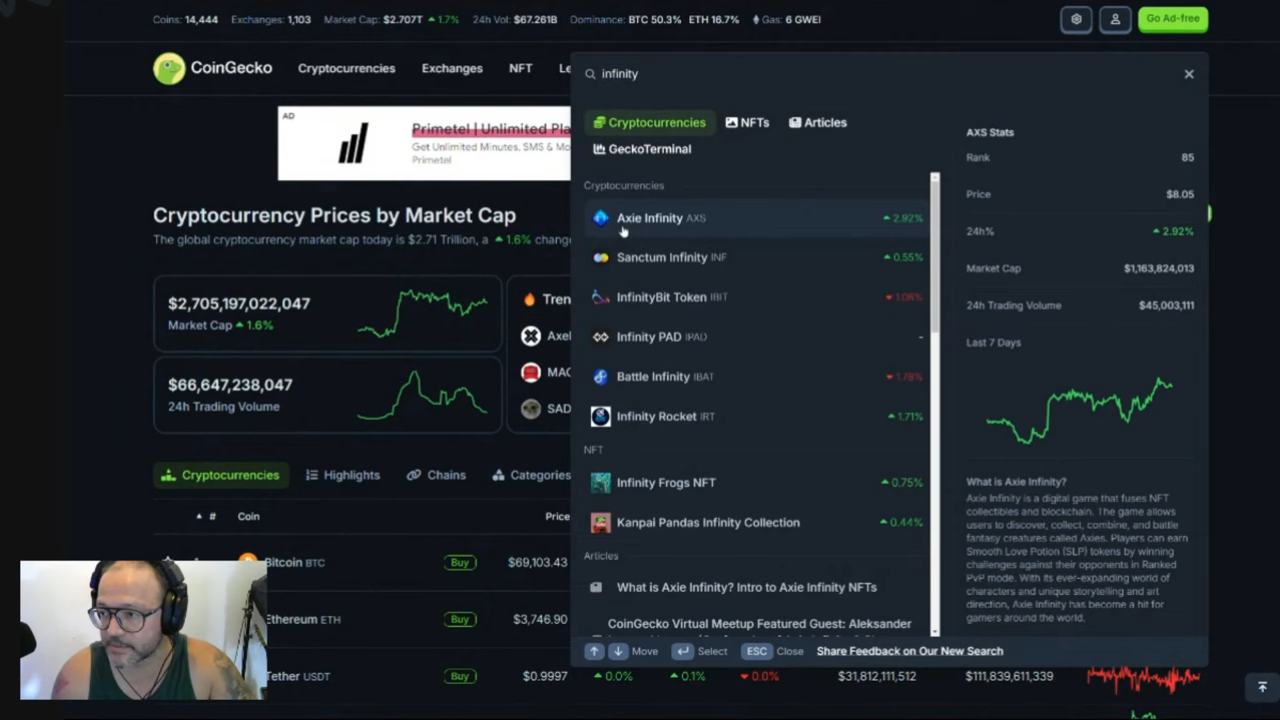 Coins: 14,444 Exchanges: 1,103 Market Cap: $2.707T 1.7% 24h Vol: $67.261B Dominance: BTC 50.3% ETH 16.7% Gas: 6 GWEI
Go Ad-free
CoinGecko Cryptocurrencies Exchanges NFT
infinity
AD
Primetel | Unlimited Pla
Get Unlimited Minutes, SMS & Mo
Primetel
Cryptocurrencies NFTs Articles
GeckoTerminal
Cryptocurrency Prices by Market Cap
The global cryptocurrency market cap today is $2.71 Trillion, a 1.6% chang
$2,705,197,022,047
Market Cap 1.6%
$66,647,238,047
24h Trading Volume
Tren
Axel
MAC
SAD
Cryptocurrencies
Axie Infinity AXS 2.92%
Sanctum Infinity INF 0.55%
InfinityBit Token IBIT 1.08%
Infinity PAD IPAD -
Battle Infinity IBAT 1.78%
Infinity Rocket IRT 1.71%
NFT
Infinity Frogs NFT 0.75%
Kanpai Pandas Infinity Collection 0.44%
Articles
What is Axie Infinity? Intro to Axie Infinity NFTs
CoinGecko Virtual Meetup Featured Guest: Aleksander
Move Select ESC Close Share Feedback on Our New Search
AXS Stats
Rank 85
Price $8.05
24h% 2.92%
Market Cap $1,163,824,013
24h Trading Volume $45,003,111
Last 7 Days
What is Axie Infinity?
Axie Infinity is a digital game that fuses NFT
collectibles and blockchain. The game allows
users to discover, collect, combine, and battle
fantasy creatures called Axies. Players can earn
Smooth Love Potion (SLP) tokens by winning
challenges against their opponents in Ranked
PvP mode. With its ever-expanding world of
characters and unique storytelling and art
direction, Axie Infinity has become a hit for
gamers around the world.
Cryptocurrencies Highlights Chains Categories
# Coin Price
Bitcoin BTC Buy $69,103.43
Ethereum ETH Buy $3,746.90
Tether USDT Buy $0.9997 0.0% 0.1% 0.0% $31,812,111,512 $111,839,611,339